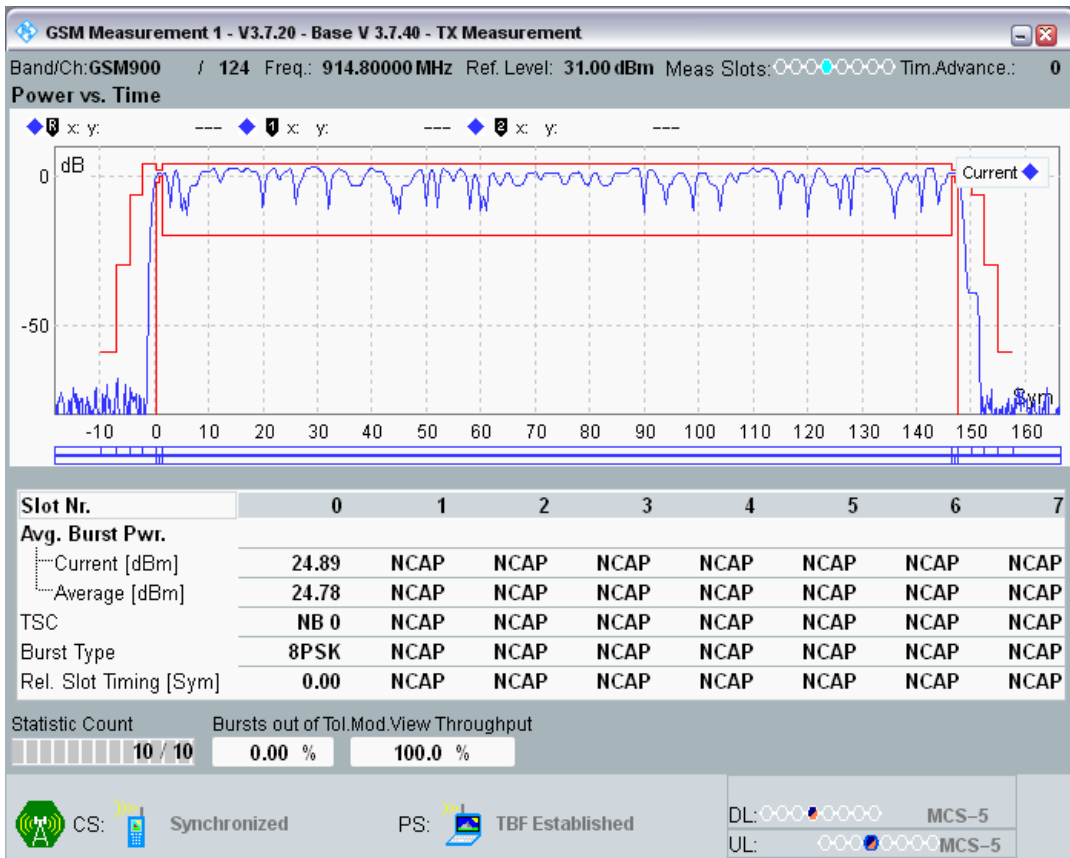 GSM Measurement 1 - V3.7.20 - Base V 3.7.40 - TX Measurement
Band/Ch:GSM900 / 124 Freq.: 914.80000 MHz Ref. Level: 31.00 dBm Meas Slots: Tim.Advance.: 0
Power vs. Time
R x: y: --- 1 x: y: --- 2 x: y: ---
dB
Current
0
-50
Sym
-10 0 10 20 30 40 50 60 70 80 90 100 110 120 130 140 150 160
Slot Nr. 0 1 2 3 4 5 6 7
Avg. Burst Pwr.
Current [dBm] 24.89 NCAP NCAP NCAP NCAP NCAP NCAP NCAP
Average [dBm] 24.78 NCAP NCAP NCAP NCAP NCAP NCAP NCAP
TSC NB 0 NCAP NCAP NCAP NCAP NCAP NCAP NCAP
Burst Type 8PSK NCAP NCAP NCAP NCAP NCAP NCAP NCAP
Rel. Slot Timing [Sym] 0.00 NCAP NCAP NCAP NCAP NCAP NCAP NCAP
Statistic Count Bursts out of Tol.Mod.View Throughput
10 / 10 0.00 % 100.0 %
CS: Synchronized PS: TBF Established
DL: MCS-5
UL: MCS-5